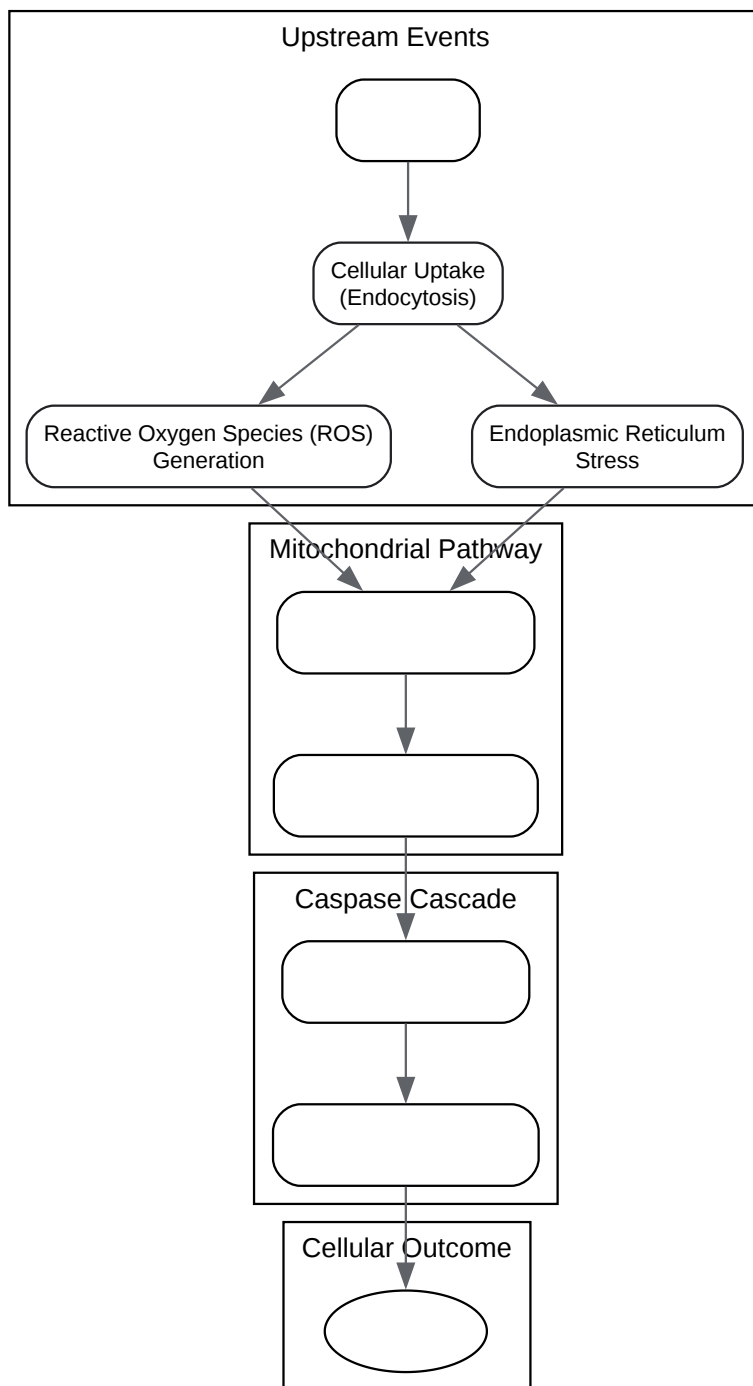 Upstream Events
Cellular Uptake
(Endocytosis)
Reactive Oxygen Species (ROS)
Generation
Endoplasmic Reticulum
Stress
Mitochondrial Pathway
Caspase Cascade
Cellular Outcome